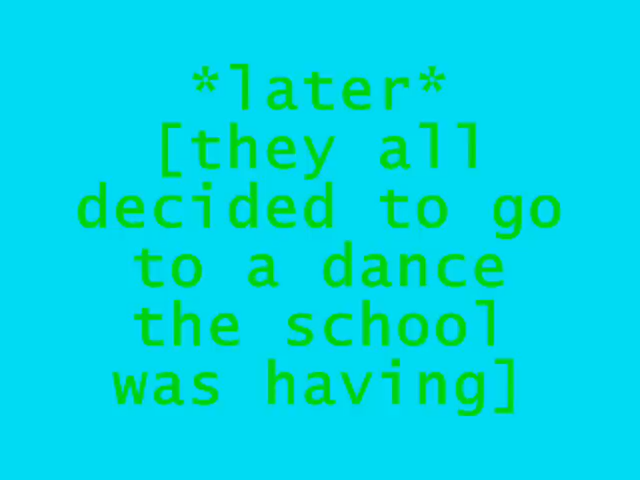 *later*
[they all
decided to go
to a dance
the school
was having]